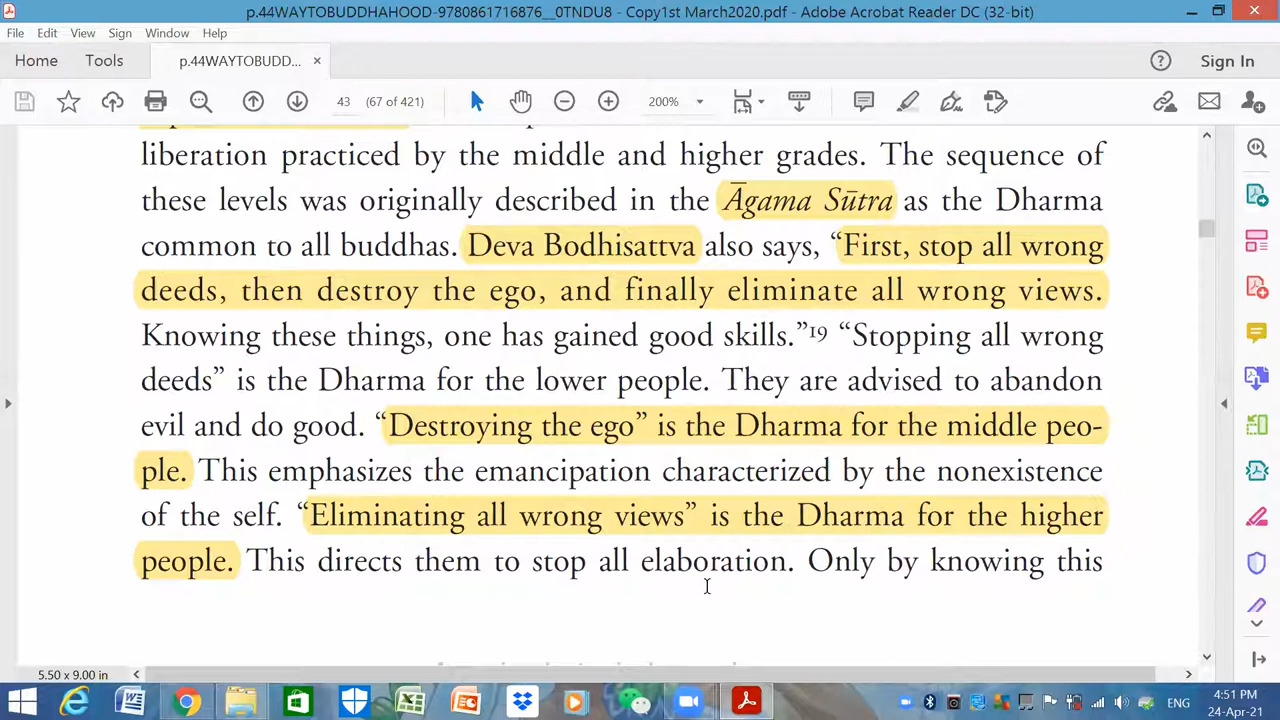 p.44WAYTOBUDDHAHOOD-9780861716876__0TNDU8 - Copy1st March2020.pdf - Adobe Acrobat Reader DC (32-bit)
File Edit View Sign Window Help
Home Tools p.44WAYTOBUDD... × Sign In
43 (67 of 421) 200%
liberation practiced by the middle and higher grades. The sequence of
these levels was originally described in the Āgama Sūtra as the Dharma
common to all buddhas. Deva Bodhisattva also says, “First, stop all wrong
deeds, then destroy the ego, and finally eliminate all wrong views.
Knowing these things, one has gained good skills.”19 “Stopping all wrong
deeds” is the Dharma for the lower people. They are advised to abandon
evil and do good. “Destroying the ego” is the Dharma for the middle peo-
ple. This emphasizes the emancipation characterized by the nonexistence
of the self. “Eliminating all wrong views” is the Dharma for the higher
people. This directs them to stop all elaboration. Only by knowing this
5.50 x 9.00 in
ENG
4:51 PM
24-Apr-21